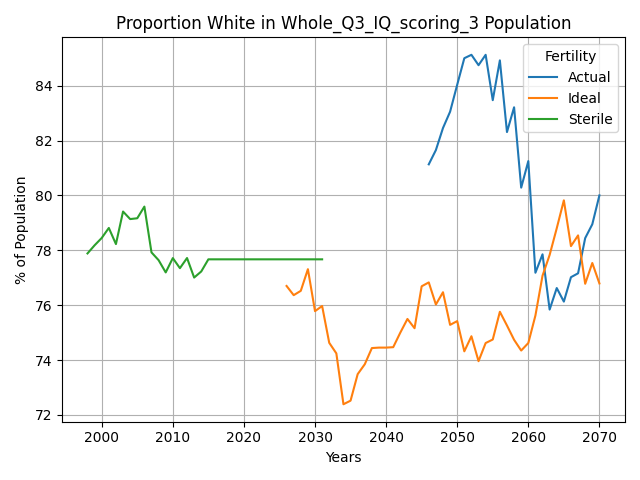 Proportion White in Whole_Q3_IQ_scoring_3 Population
% of Population
84
82
80
78
76
74
72
Fertility
Actual
Ideal
Sterile
2000 2010 2020 2030 2040 2050 2060 2070
Years